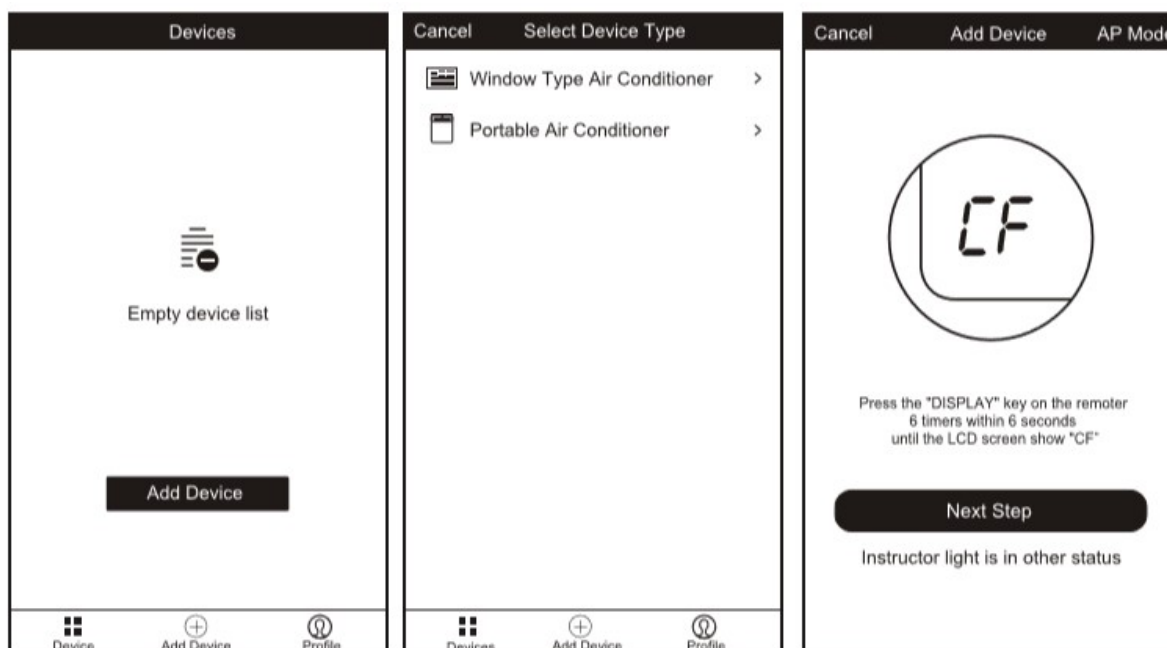 Devices
Empty device list
Add Device
Device
Add Device
Profile
Cancel
Select Device Type
Window Type Air Conditioner
>
Portable Air Conditioner
>
Devices
Add Device
Profile
Cancel
Add Device
AP Mode
CF
Press the "DISPLAY" key on the remoter
6 timers within 6 seconds
until the LCD screen show "CF"
Next Step
Instructor light is in other status